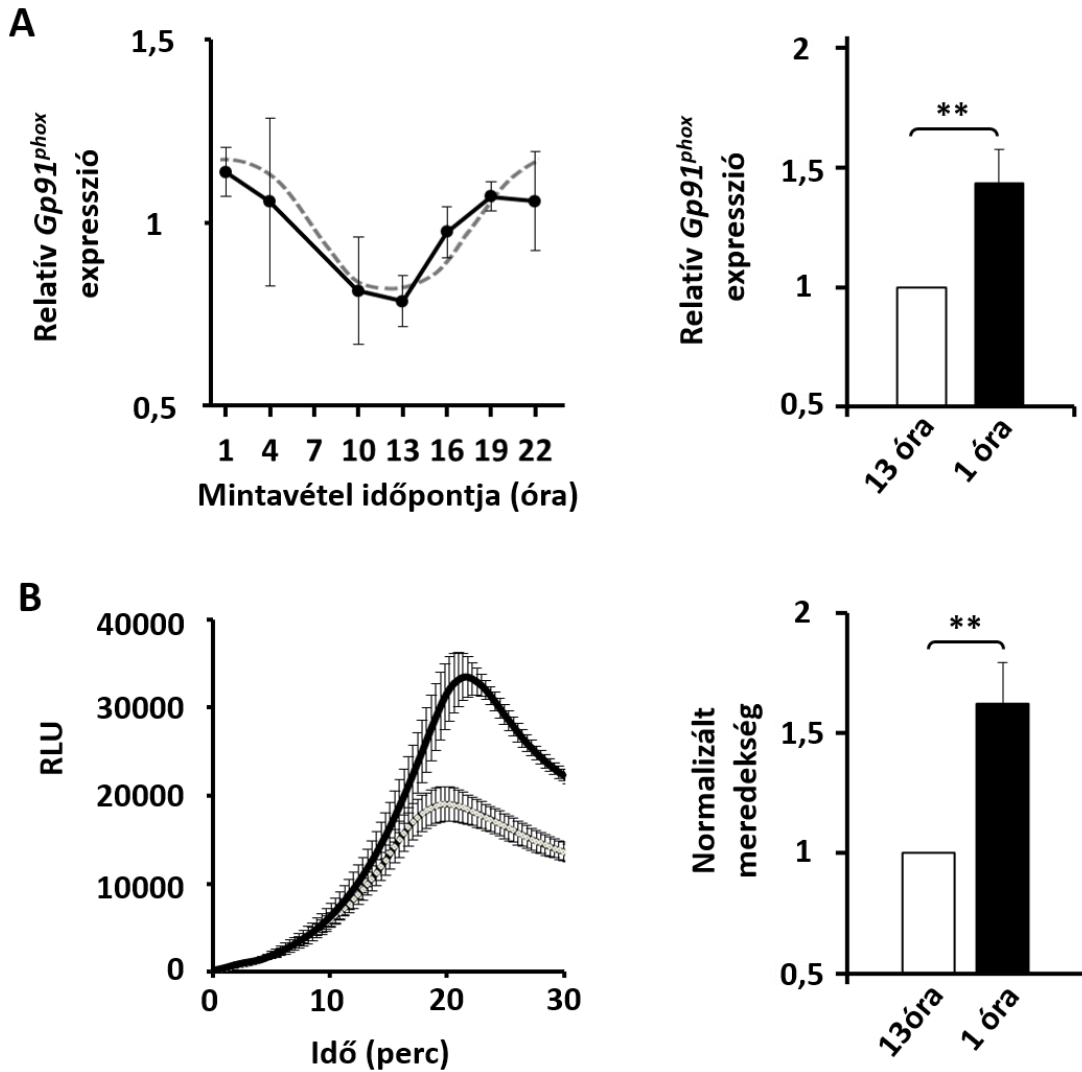 A
Relatív Gp91phox
expresszió
1,5
1
0,5
1 4 7 10 13 16 19 22
Mintavétel időpontja (óra)
Relatív Gp91phox
expresszió
2
1,5
1
0,5
**
13 óra
1 óra
B
RLU
40000
30000
20000
10000
0
0 10 20 30
Idő (perc)
Normalizált
meredekség
2
1,5
1
0,5
**
13óra
1 óra